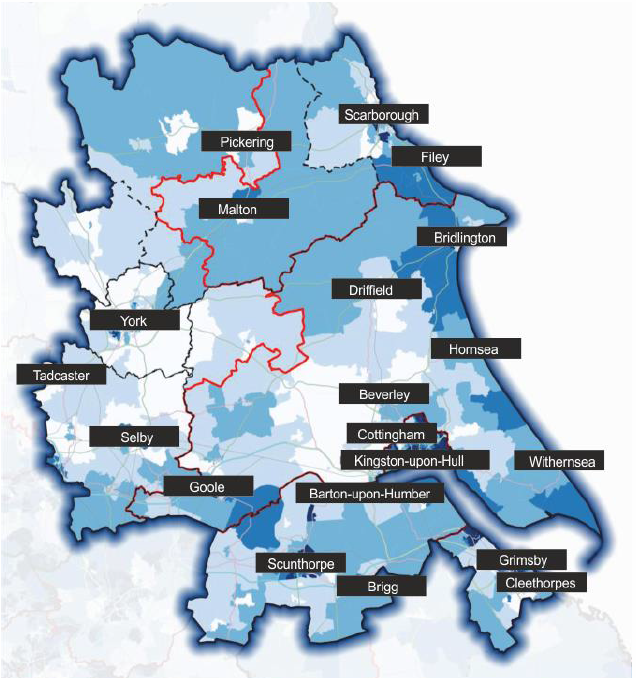 Scarborough
Pickering
Filey
Malton
Bridlington
Driffield
York
Hornsea
Tadcaster
Beverley
Selby
Cottingham
Kingston-upon-Hull
Withernsea
Goole
Barton-upon-Humber
Scunthorpe
Grimsby
Cleethorpes
Brigg